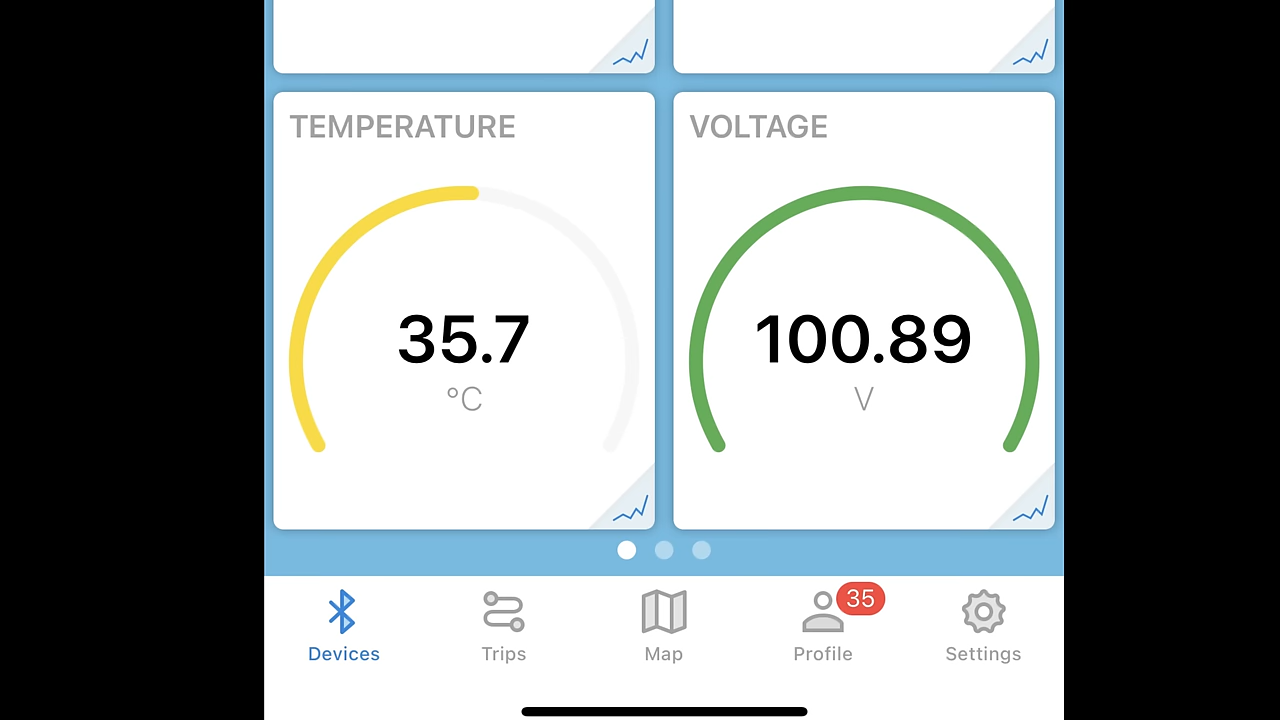 TEMPERATURE
35.7
°C
VOLTAGE
100.89
V
35
Devices
Trips
Map
Profile
Settings